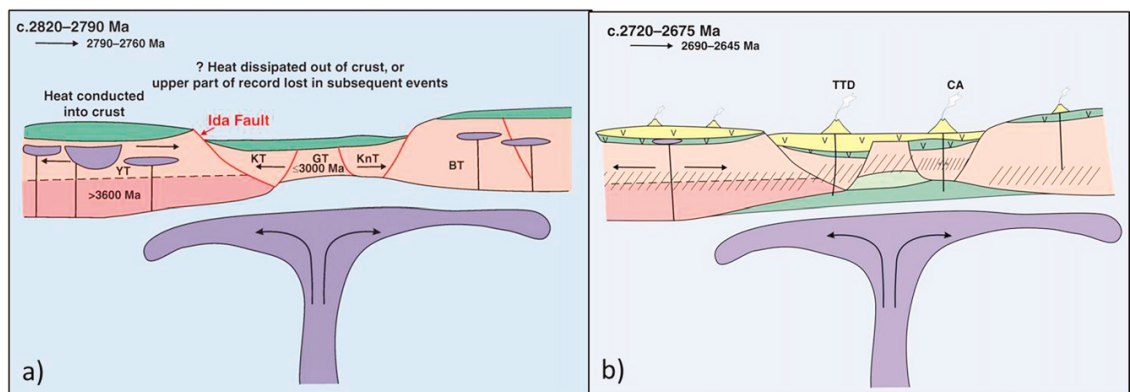 c.2820–2790 Ma
2790–2760 Ma
? Heat dissipated out of crust, or
upper part of record lost in subsequent events
Heat conducted
into crust
Ida Fault
YT
KT
GT
≤3000 Ma
KnT
BT
>3600 Ma
a)
c.2720–2675 Ma
2690–2645 Ma
TTD
CA
V V V V V V V V V V V V V V
b)